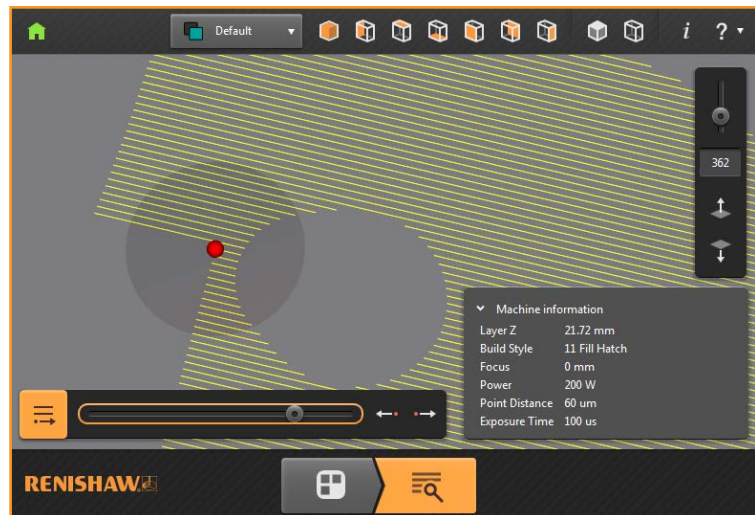 Default
i
?
362
Machine information
Layer Z 21.72 mm
Build Style 11 Fill Hatch
Focus 0 mm
Power 200 W
Point Distance 60 um
Exposure Time 100 us
RENISHAW